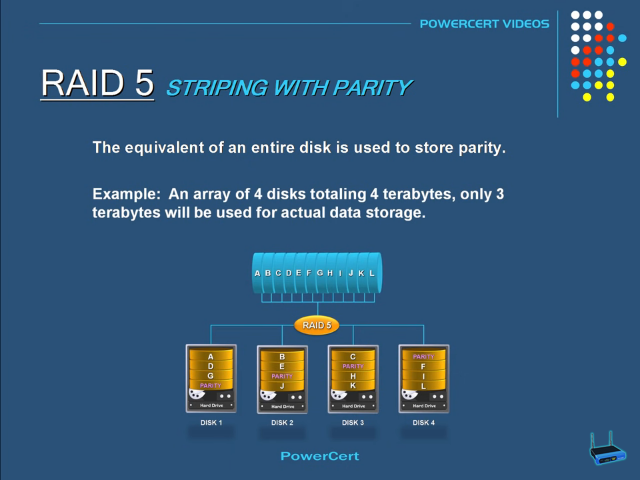 POWERCERT VIDEOS
RAID 5 STRIPING WITH PARITY
The equivalent of an entire disk is used to store parity.
Example: An array of 4 disks totaling 4 terabytes, only 3
terabytes will be used for actual data storage.
A B C D E F G H I J K L
RAID 5
A
D
G
PARITY
Hard Drive
DISK 1
B
E
PARITY
J
Hard Drive
DISK 2
C
PARITY
H
K
Hard Drive
DISK 3
PARITY
F
I
L
Hard Drive
DISK 4
PowerCert